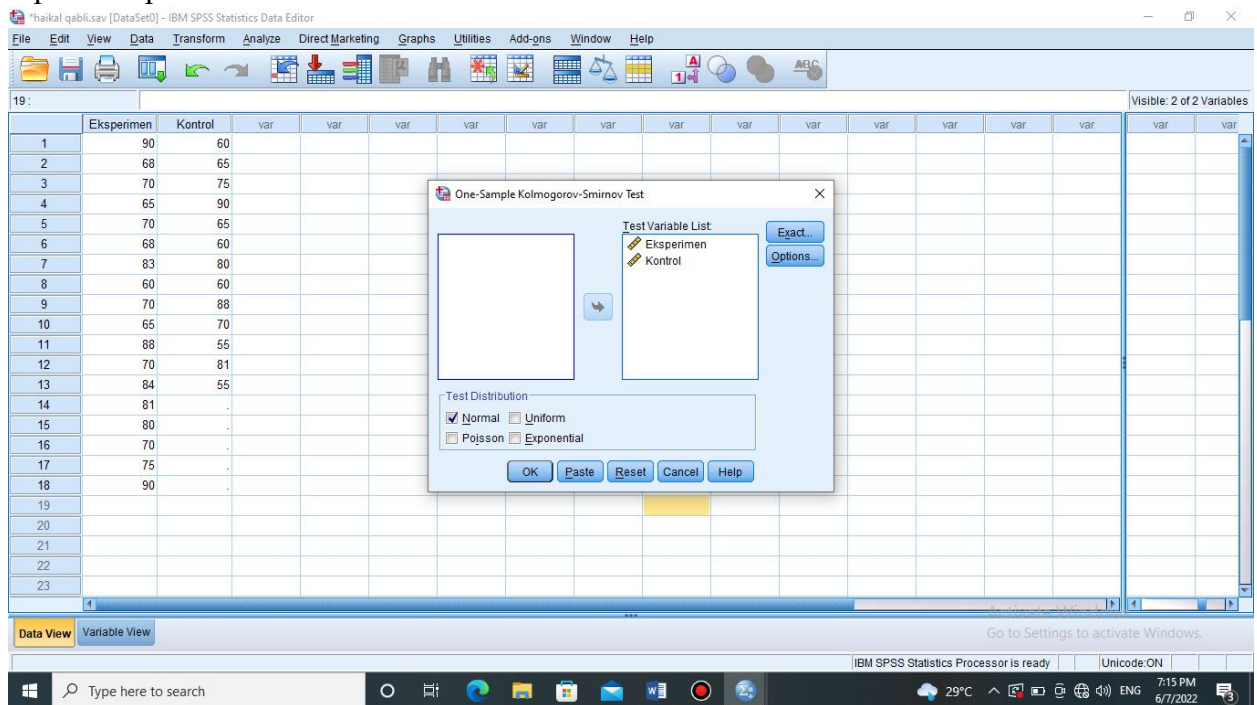 *haikal qabli.sav [DataSet0] - IBM SPSS Statistics Data Editor
File Edit View Data Transform Analyze Direct Marketing Graphs Utilities Add-ons Window Help
19 : Visible: 2 of 2 Variables
Eksperimen Kontrol var var var var var var var var var var var var var var var
1 90 60
2 68 65
3 70 75
4 65 90
5 70 65
6 68 60
7 83 80
8 60 60
9 70 88
10 65 70
11 88 55
12 70 81
13 84 55
14 81 .
15 80 .
16 70 .
17 75 .
18 90 .
19
20
21
22
23
One-Sample Kolmogorov-Smirnov Test
Test Variable List:
Eksperimen
Kontrol
Exact...
Options...
Test Distribution
Normal Uniform
Poisson Exponential
OK Paste Reset Cancel Help
Data View Variable View
Go to Settings to activate Windows.
IBM SPSS Statistics Processor is ready Unicode:ON
Type here to search
29°C ENG 7:15 PM
6/7/2022